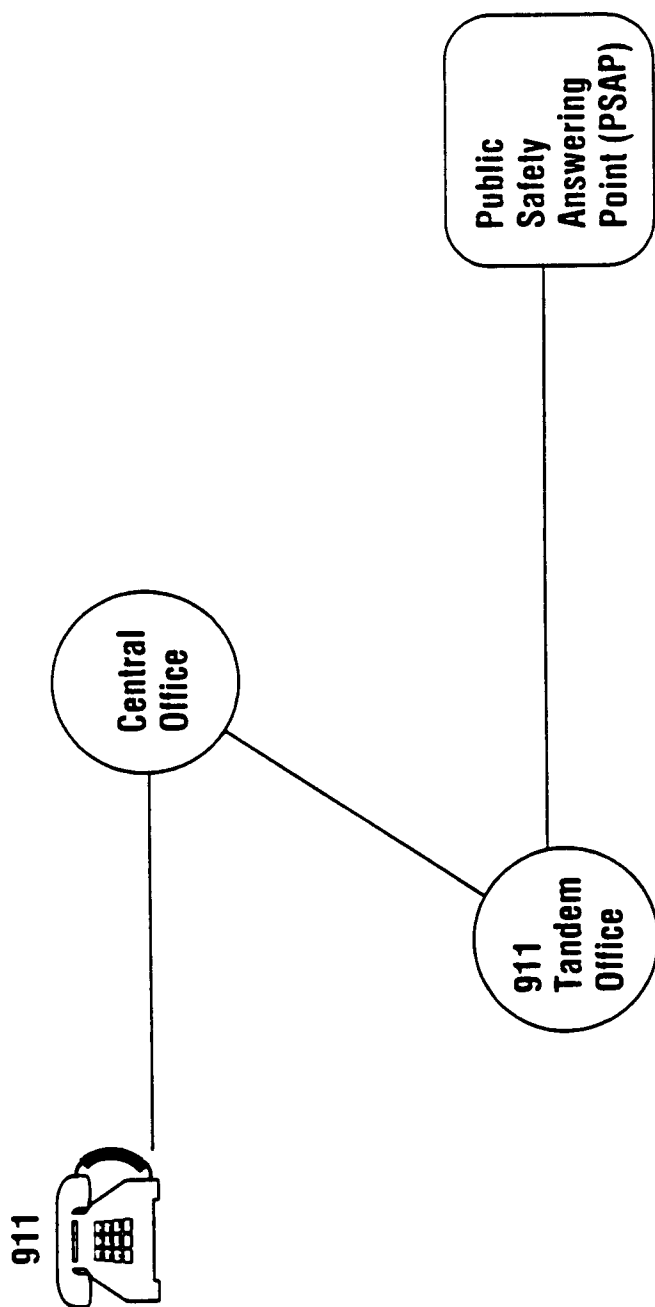 911
Central
Office
911
Tandem
Office
Public
Safety
Answering
Point (PSAP)